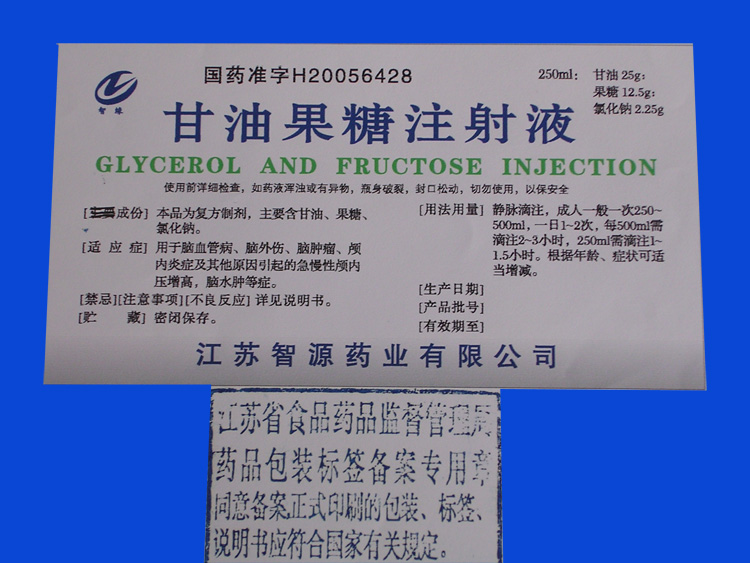 国药准字H20056428
250ml: 甘油 25g:
果糖 12.5g:
氯化钠 2.25g
智源
甘油果糖注射液
GLYCEROL AND FRUCTOSE INJECTION
使用前详细检查，如药液浑浊或有异物，瓶身破裂，封口松动，切勿使用，以保安全
[主要成份] 本品为复方制剂，主要含甘油、果糖、
氯化钠。
[适 应 症] 用于脑血管病、脑外伤、脑肿瘤、颅
内炎症及其他原因引起的急慢性颅内
压增高，脑水肿等症。
[禁忌][注意事项][不良反应] 详见说明书。
[贮 藏] 密闭保存。
[用法用量] 静脉滴注，成人一般一次250~
500ml，一日1~2次，每500ml需
滴注2~3小时，250ml需滴注1~
1.5小时。根据年龄、症状可适
当增减。
[生产日期]
[产品批号]
[有效期至]
江苏智源药业有限公司
江苏省食品药品监督管理局
药品包装标签备案专用章
同意备案,正式印刷的包装、标签、
说明书应符合国家有关规定。